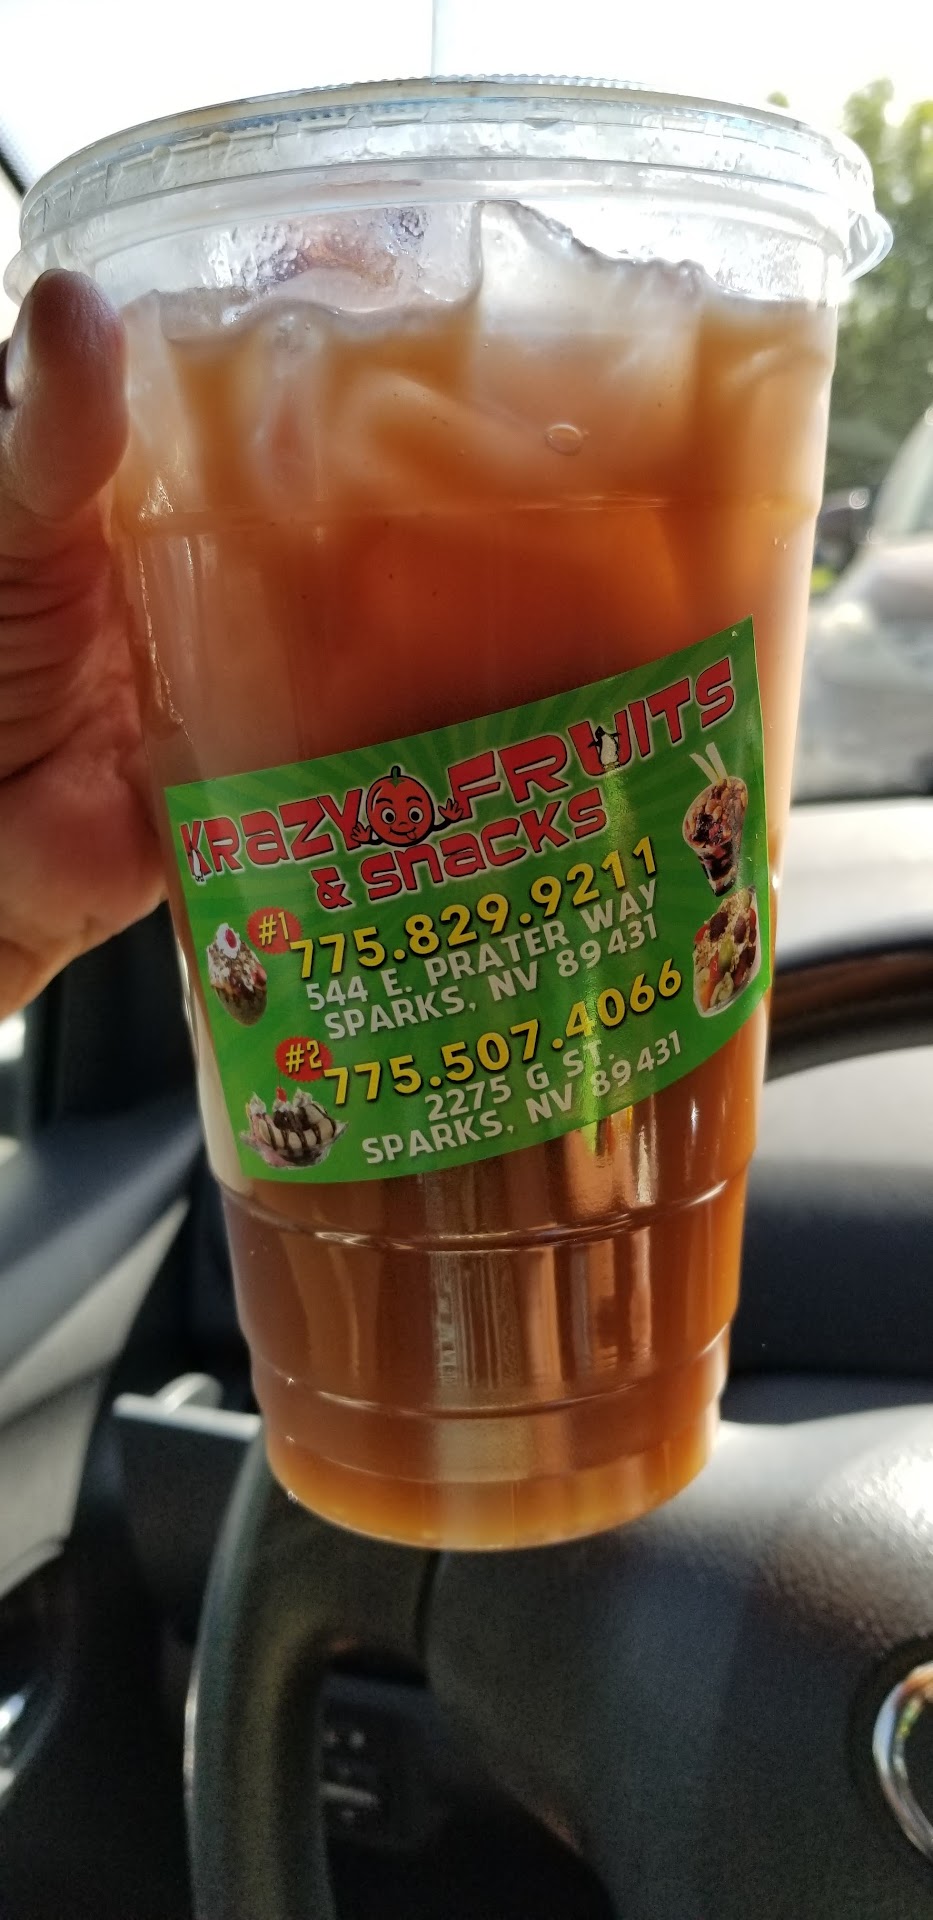 KRaZY FRUITS
& SnaCKS
#1 775.829.9211
544 E. PRATER WAY
SPARKS, NV 89431
#2 775.507.4066
2275 G ST.
SPARKS, NV 89431